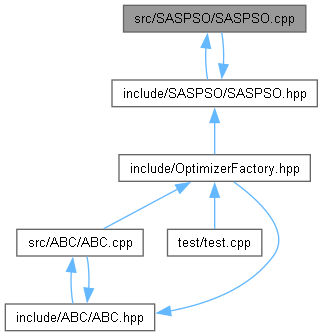 src/SASPSO/SASPSO.cpp
include/SASPSO/SASPSO.hpp
include/OptimizerFactory.hpp
src/ABC/ABC.cpp
test/test.cpp
include/ABC/ABC.hpp